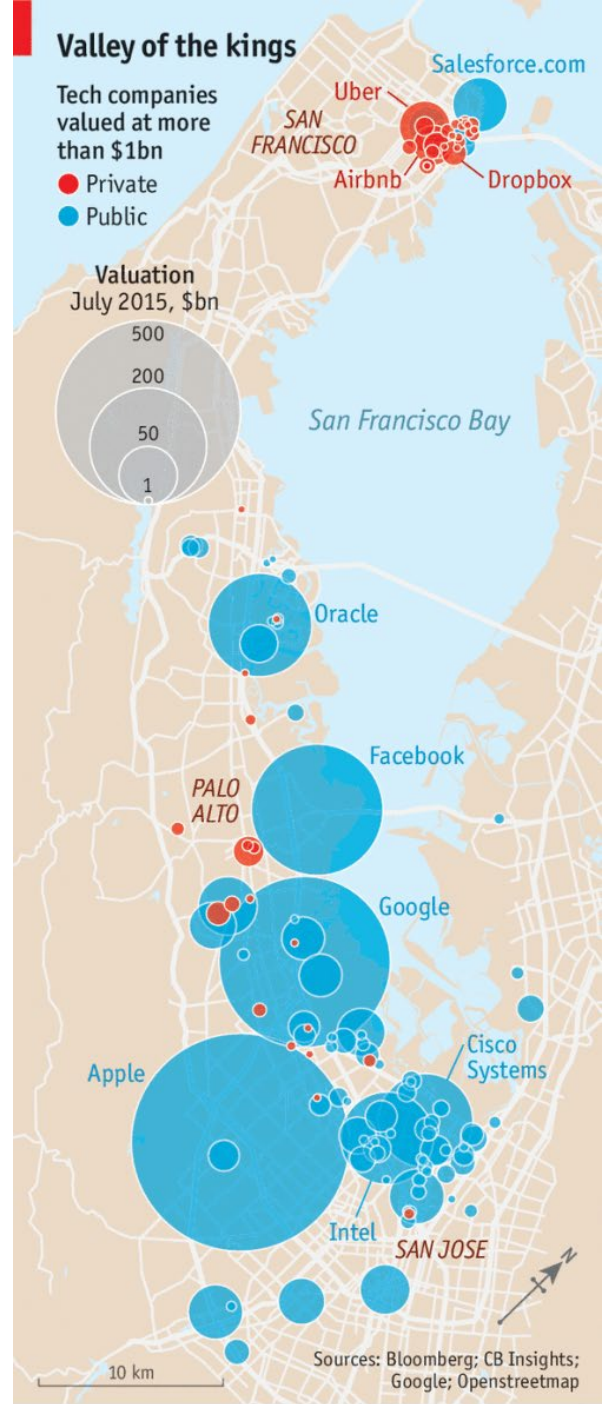 Valley of the kings
Tech companies
valued at more
than $1bn
Private
Public
Valuation
July 2015, $bn
500
200
50
1
Salesforce.com
Uber
SAN
FRANCISCO
Airbnb
Dropbox
San Francisco Bay
Oracle
Facebook
PALO
ALTO
Google
Apple
Cisco
Systems
Intel
SAN JOSE
N
10 km
Sources: Bloomberg; CB Insights;
Google; Openstreetmap